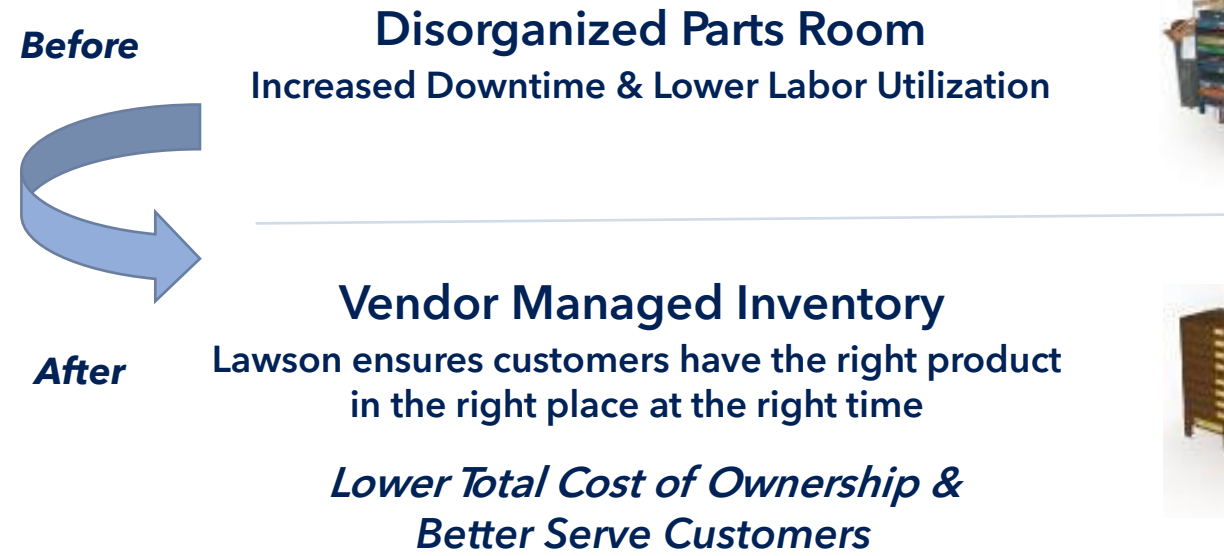 Before
Disorganized Parts Room
Increased Downtime & Lower Labor Utilization
Vendor Managed Inventory
After
Lawson ensures customers have the right product
in the right place at the right time
Lower Total Cost of Ownership &
Better Serve Customers